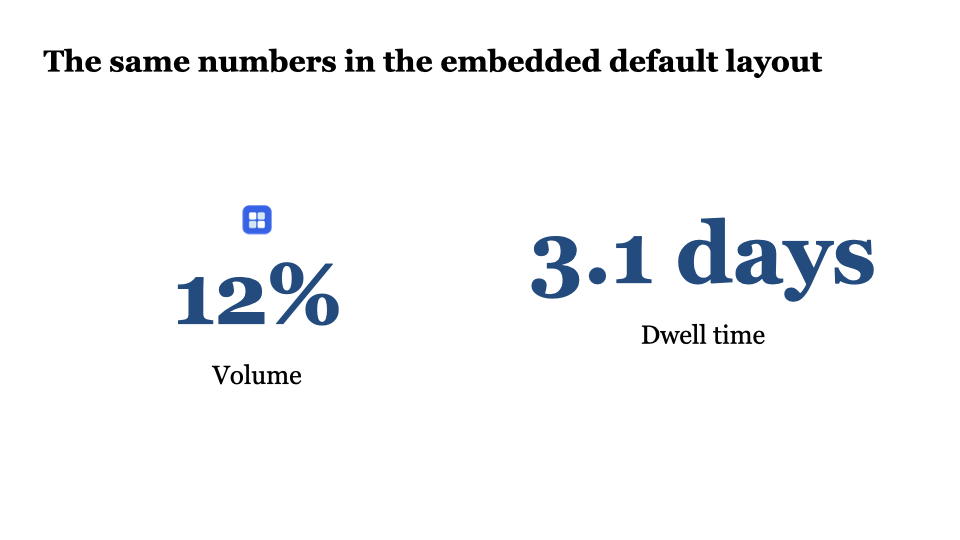 The same numbers in the embedded default layout
12%
Volume
3.1 days
Dwell time